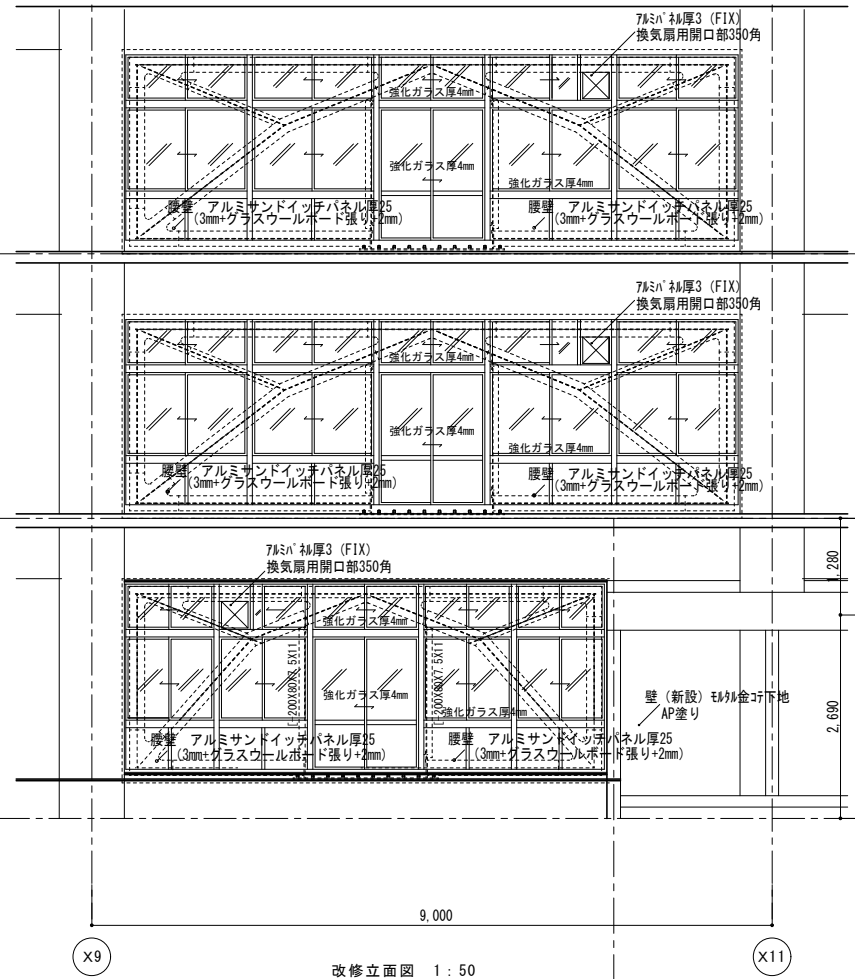 ｱﾙﾐﾊﾟﾈﾙ厚3 (FIX)
換気扇用開口部350角
強化ガラス厚4mm
強化ガラス厚4mm
強化ガラス厚4mm
腰壁　アルミサンドイッチパネル厚25
(3mm+グラスウールボード張り+2mm)
腰壁　アルミサンドイッチパネル厚25
(3mm+グラスウールボード張り+2mm)
ｱﾙﾐﾊﾟﾈﾙ厚3 (FIX)
換気扇用開口部350角
強化ガラス厚4mm
強化ガラス厚4mm
強化ガラス厚4mm
腰壁　アルミサンドイッチパネル厚25
(3mm+グラスウールボード張り+2mm)
腰壁　アルミサンドイッチパネル厚25
(3mm+グラスウールボード張り+2mm)
ｱﾙﾐﾊﾟﾈﾙ厚3 (FIX)
換気扇用開口部350角
1,280
強化ガラス厚4mm
[-200X80X7.5X11
[-200X80X7.5X11
強化ガラス厚4mm
強化ガラス厚4mm
壁（新設）ﾓﾙﾀﾙ金ｺﾃ下地
AP塗り
2,690
腰壁　アルミサンドイッチパネル厚25
(3mm+グラスウールボード張り+2mm)
腰壁　アルミサンドイッチパネル厚25
(3mm+グラスウールボード張り+2mm)
9,000
X9
X11
改修立面図　1：50